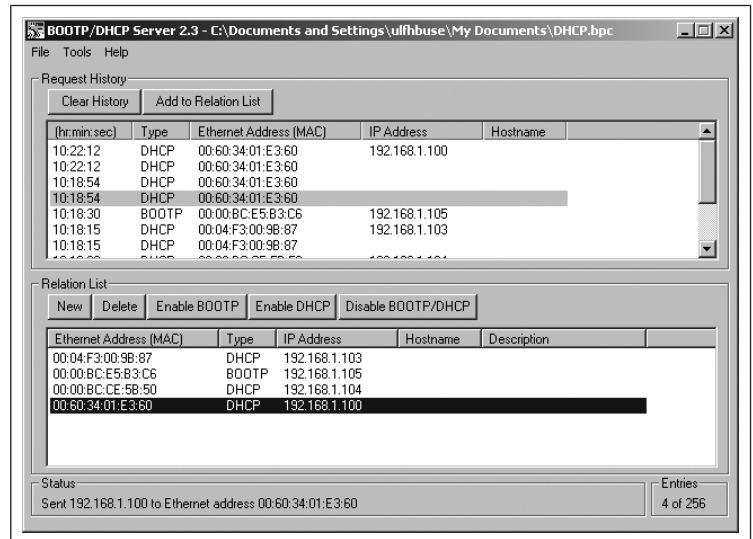 BOOTP/DHCP Server 2.3 - C:\Documents and Settings\ulfhbuse\My Documents\DHCP.bpc
File Tools Help
Request History
Clear History Add to Relation List
(hr:min:sec) Type Ethernet Address (MAC) IP Address Hostname
10:22:12 DHCP 00:60:34:01:E3:60 192.168.1.100
10:22:12 DHCP 00:60:34:01:E3:60
10:18:54 DHCP 00:60:34:01:E3:60
10:18:54 DHCP 00:60:34:01:E3:60
10:18:30 BOOTP 00:00:BC:E5:B3:C6 192.168.1.105
10:18:15 DHCP 00:04:F3:00:9B:87 192.168.1.103
10:18:15 DHCP 00:04:F3:00:9B:87
Relation List
New Delete Enable BOOTP Enable DHCP Disable BOOTP/DHCP
Ethernet Address (MAC) Type IP Address Hostname Description
00:04:F3:00:9B:87 DHCP 192.168.1.103
00:00:BC:E5:B3:C6 BOOTP 192.168.1.105
00:00:BC:CE:5B:50 DHCP 192.168.1.104
00:60:34:01:E3:60 DHCP 192.168.1.100
Status
Sent 192.168.1.100 to Ethernet address 00:60:34:01:E3:60
Entries
4 of 256